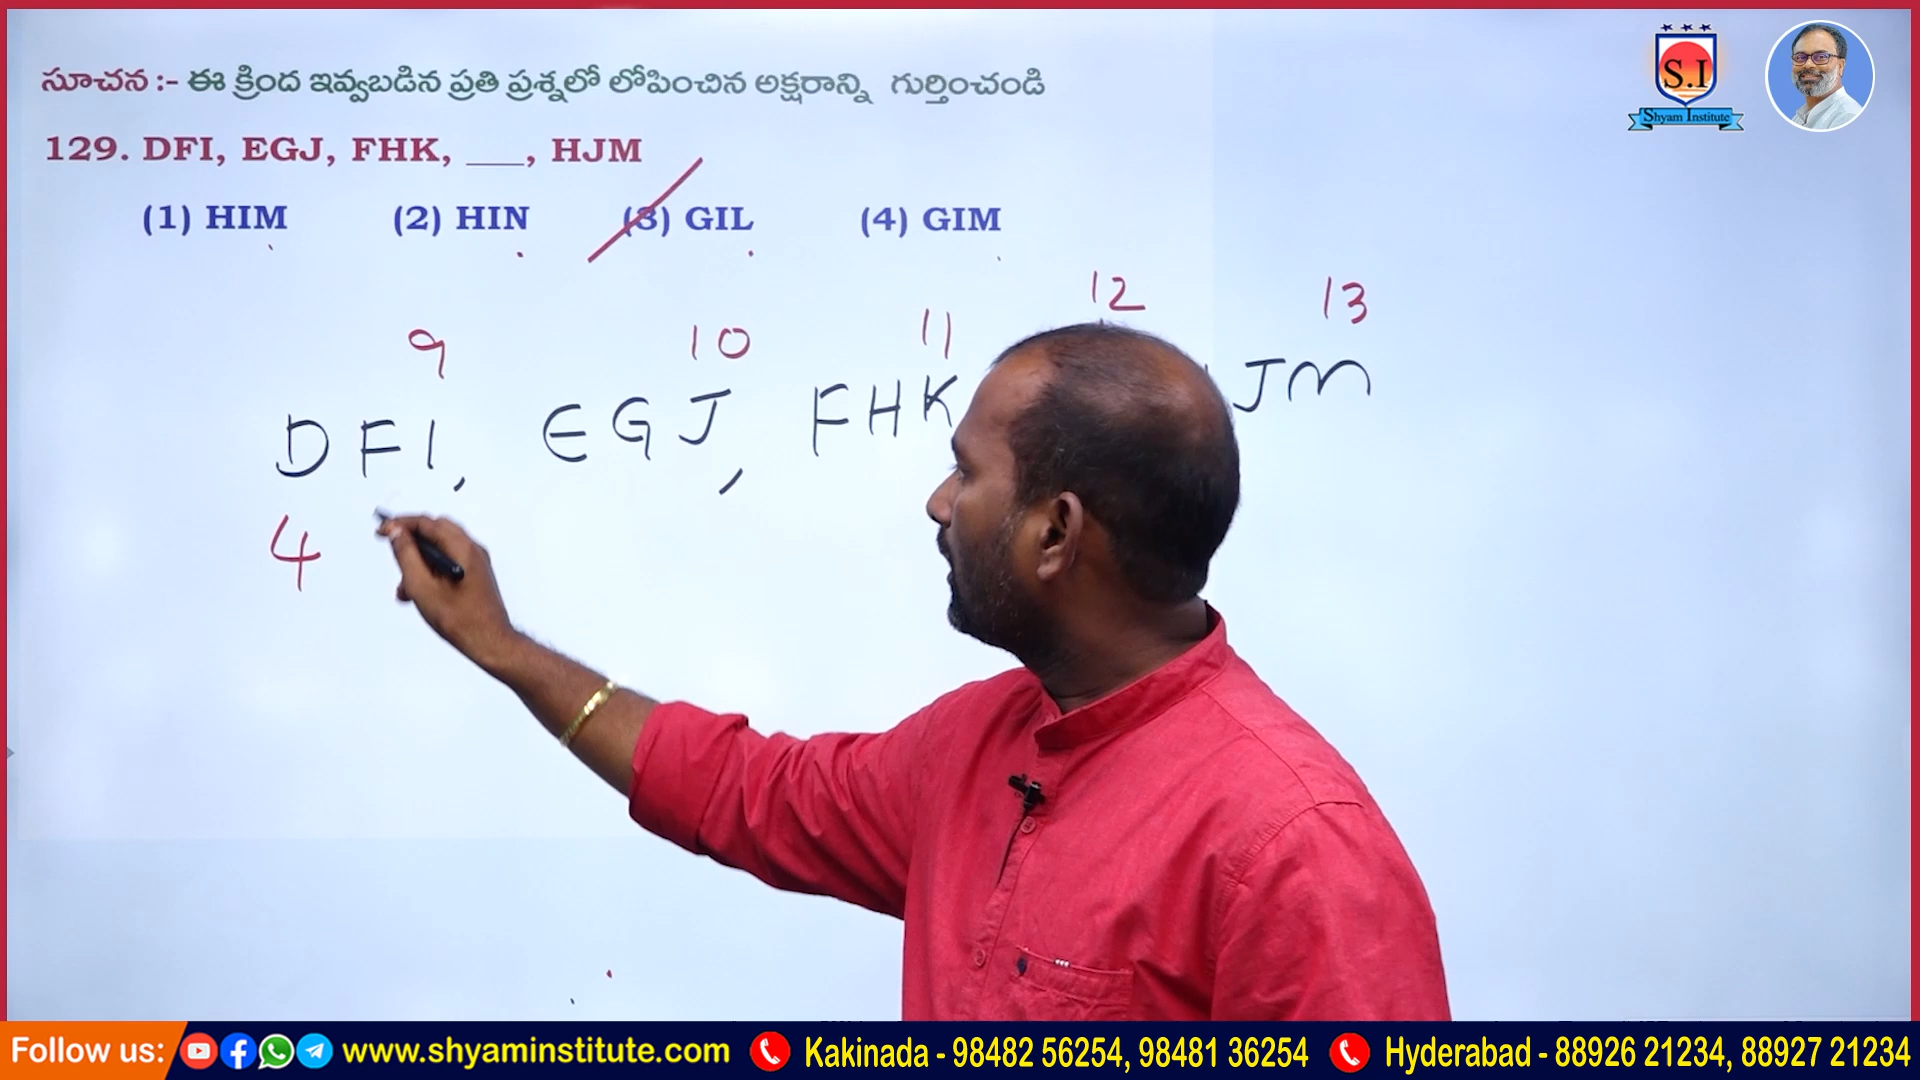 సూచన :- ఈ క్రింద ఇవ్వబడిన ప్రతి ప్రశ్నలో లోపించిన అక్షరాన్ని గుర్తించండి
129. DFI, EGJ, FHK, ___, HJM
(1) HIM (2) HIN (3) GIL (4) GIM
9 10 11 12 13
DFI, EGJ, FHK JM
4
S.I
Shyam Institute
Follow us: www.shyaminstitute.com Kakinada - 98482 56254, 98481 36254 Hyderabad - 88926 21234, 88927 21234